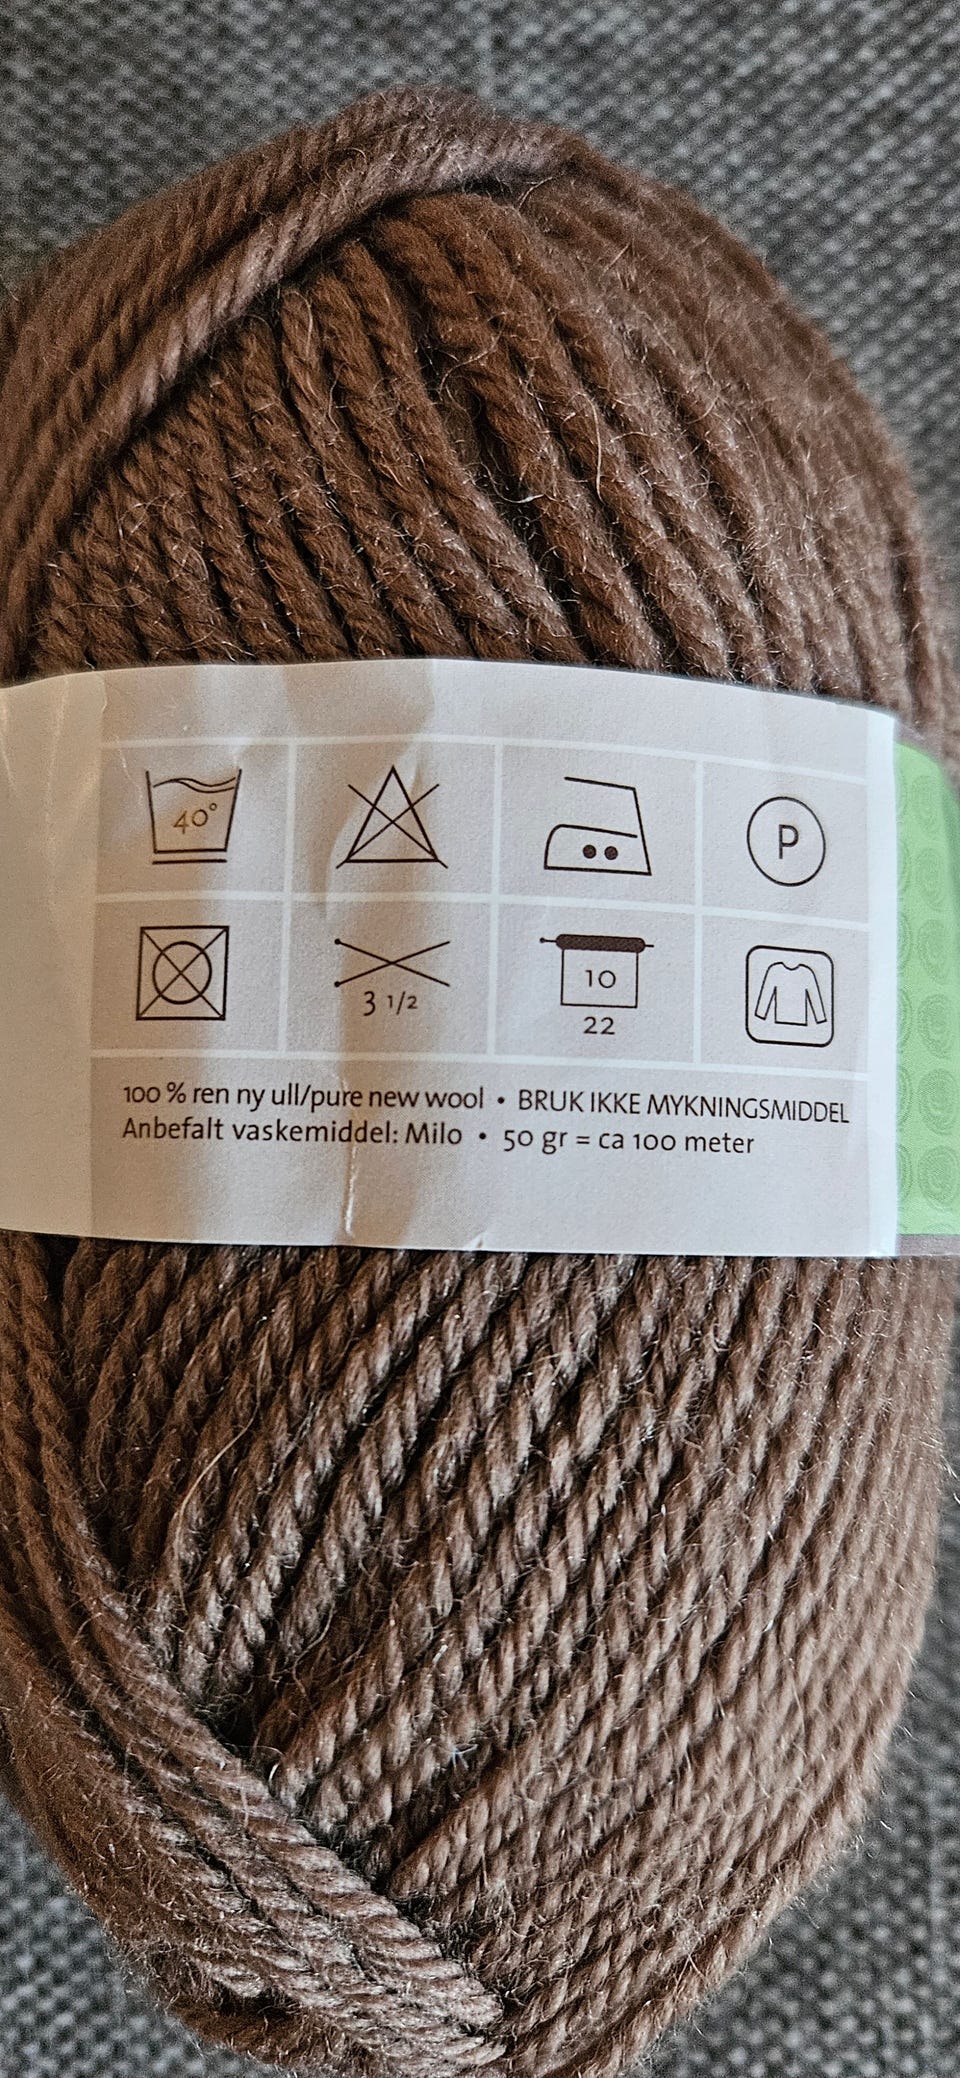 40°
P
3 1/2
10
22
100 % ren ny ull/pure new wool • BRUK IKKE MYKNINGSMIDDEL
Anbefalt vaskemiddel: Milo • 50 gr = ca 100 meter